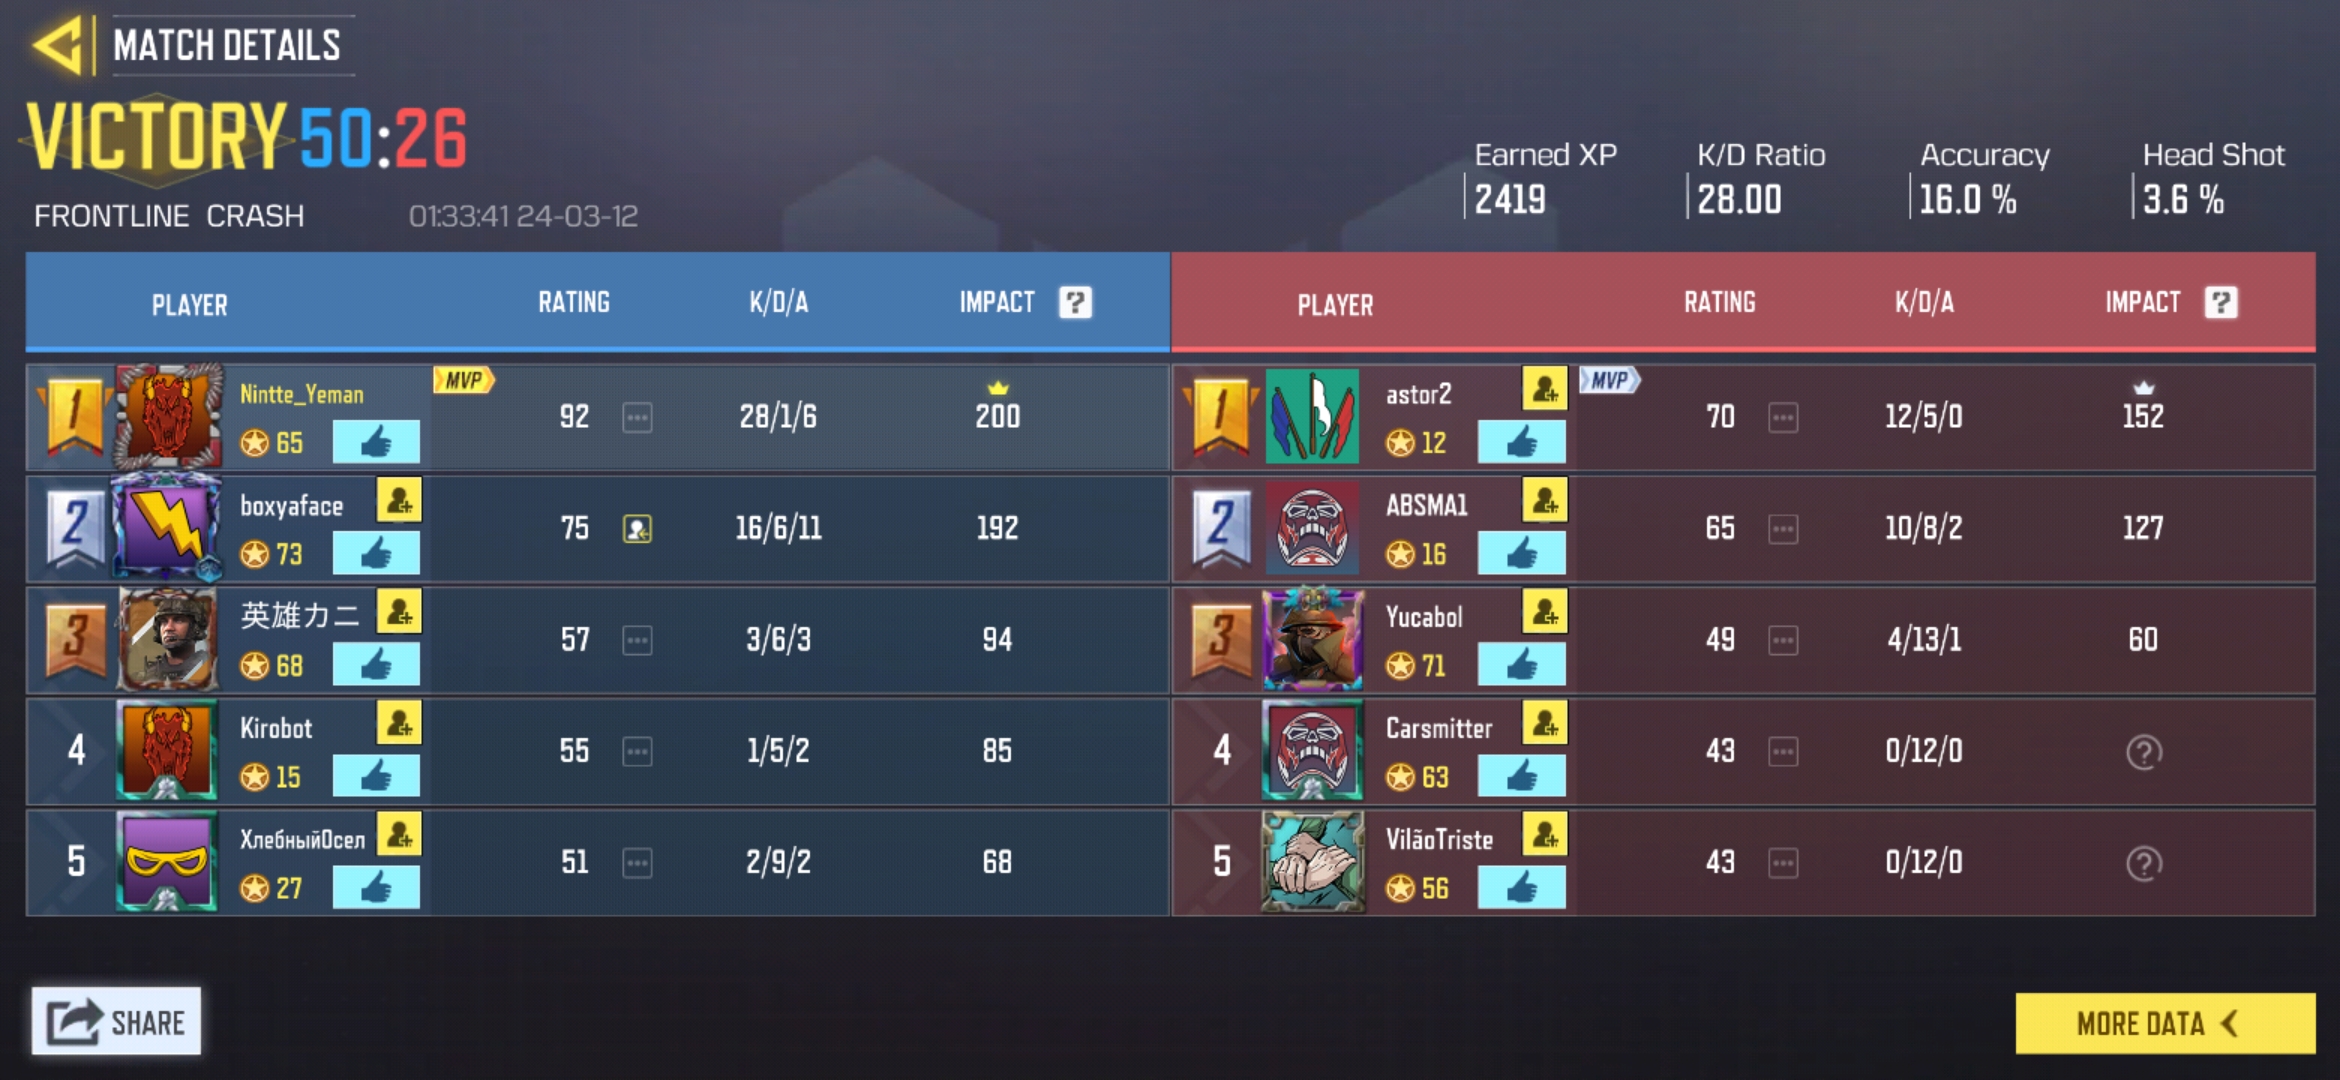 MATCH DETAILS
VICTORY 50:26
FRONTLINE CRASH 01:33:41 24-03-12
Earned XP K/D Ratio Accuracy Head Shot
2419 28.00 16.0 % 3.6 %
PLAYER RATING K/D/A IMPACT ? PLAYER RATING K/D/A IMPACT ?
1 Nintte_Yeman 65 MVP 92 28/1/6 200
2 boxyaface 73 75 16/6/11 192
3 英雄カニ 68 57 3/6/3 94
4 Kirobot 15 55 1/5/2 85
5 ХлебныйОсел 27 51 2/9/2 68
1 astor2 12 MVP 70 12/5/0 152
2 ABSMA1 16 65 10/8/2 127
3 Yucabol 71 49 4/13/1 60
4 Carsmitter 63 43 0/12/0 ?
5 VilãoTriste 56 43 0/12/0 ?
SHARE
MORE DATA